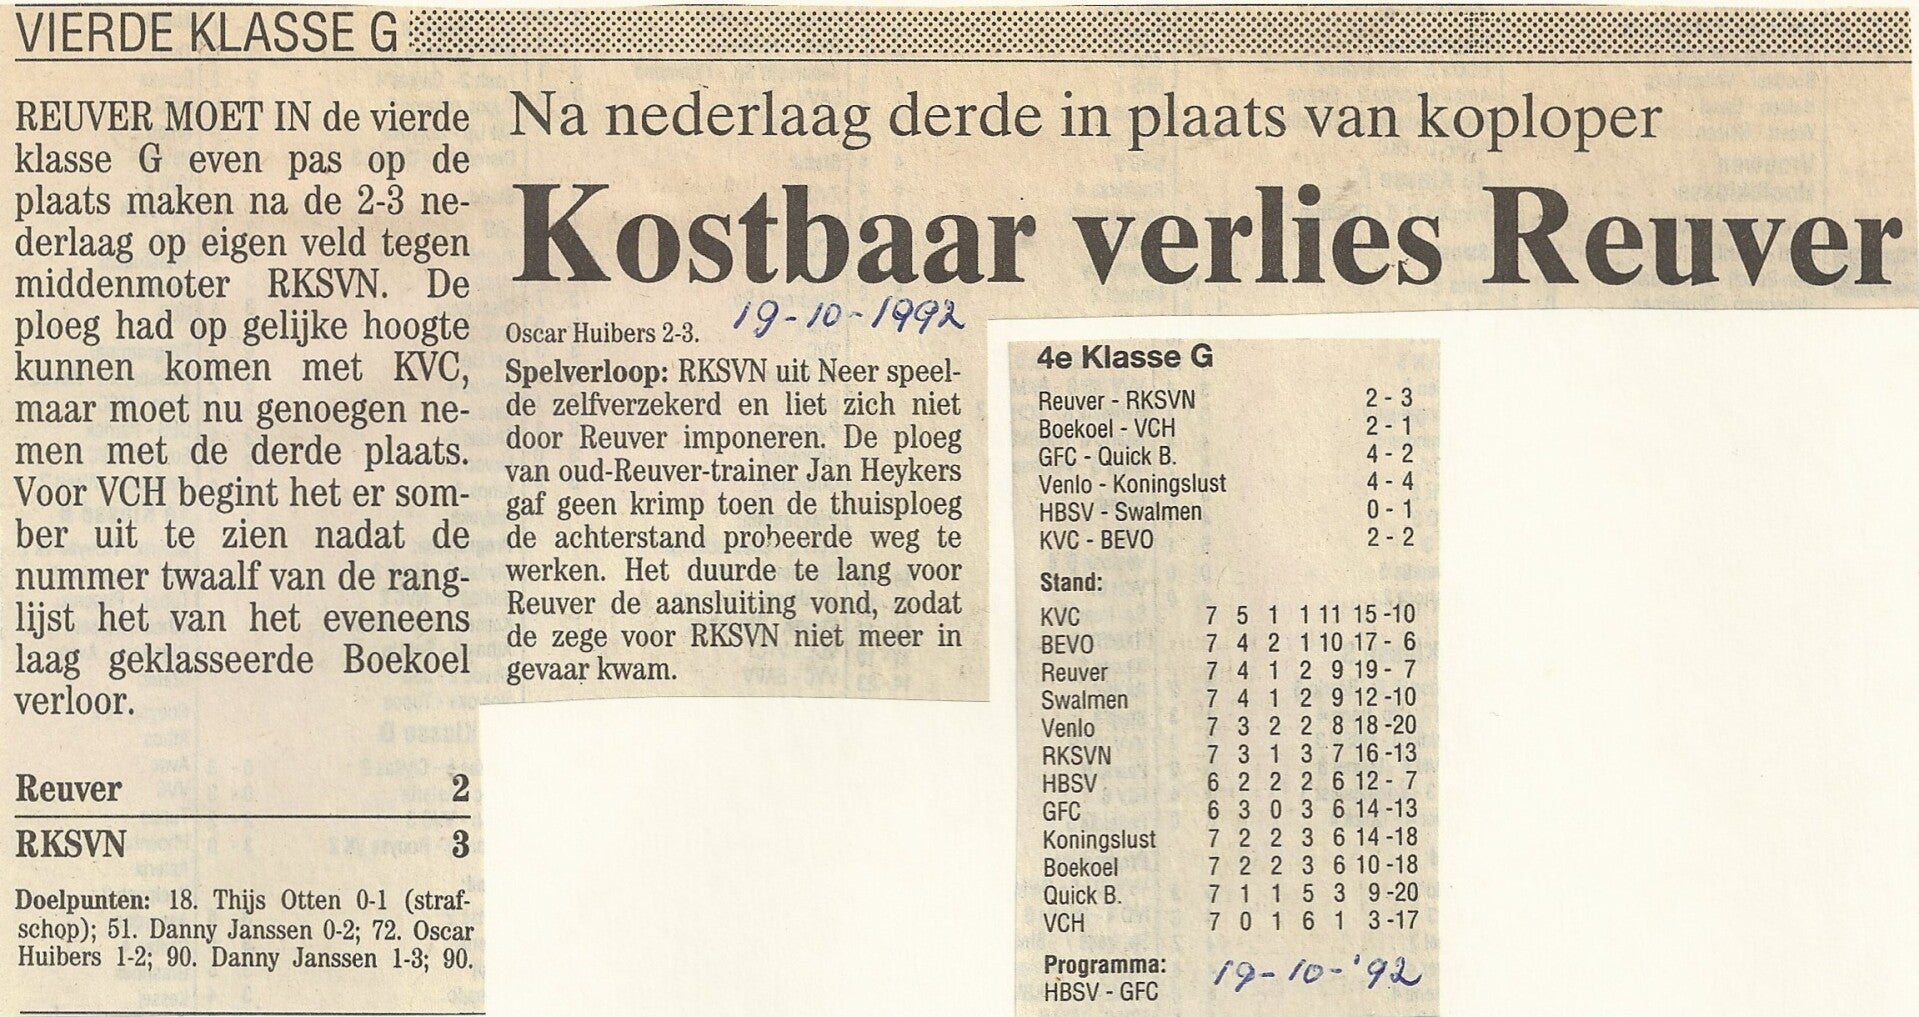 VIERDE KLASSE G
REUVER MOET IN de vierde
klasse G even pas op de
plaats maken na de 2-3 ne-
derlaag op eigen veld tegen
middenmoter RKSVN. De
ploeg had op gelijke hoogte
kunnen komen met KVC,
maar moet nu genoegen ne-
men met de derde plaats.
Voor VCH begint het er som-
ber uit te zien nadat de
nummer twaalf van de rang-
lijst het van het eveneens
laag geklasseerde Boekoel
verloor.
Reuver 2
RKSVN 3
Doelpunten: 18. Thijs Otten 0-1 (straf-
schop); 51. Danny Janssen 0-2; 72. Oscar
Huibers 1-2; 90. Danny Janssen 1-3; 90.
Na nederlaag derde in plaats van koploper
Kostbaar verlies Reuver
19-10-1992
Oscar Huibers 2-3.
Spelverloop: RKSVN uit Neer speel-
de zelfverzekerd en liet zich niet
door Reuver imponeren. De ploeg
van oud-Reuver-trainer Jan Heykers
gaf geen krimp toen de thuisploeg
de achterstand probeerde weg te
werken. Het duurde te lang voor
Reuver de aansluiting vond, zodat
de zege voor RKSVN niet meer in
gevaar kwam.
4e Klasse G
Reuver - RKSVN 2 - 3
Boekoel - VCH 2 - 1
GFC - Quick B. 4 - 2
Venlo - Koningslust 4 - 4
HBSV - Swalmen 0 - 1
KVC - BEVO 2 - 2
Stand:
KVC 7 5 1 1 11 15 -10
BEVO 7 4 2 1 10 17 - 6
Reuver 7 4 1 2 9 19 - 7
Swalmen 7 4 1 2 9 12 -10
Venlo 7 3 2 2 8 18 -20
RKSVN 7 3 1 3 7 16 -13
HBSV 6 2 2 2 6 12 - 7
GFC 6 3 0 3 6 14 -13
Koningslust 7 2 2 3 6 14 -18
Boekoel 7 2 2 3 6 10 -18
Quick B. 7 1 1 5 3 9 -20
VCH 7 0 1 6 1 3 -17
Programma:
19-10-'92
HBSV - GFC